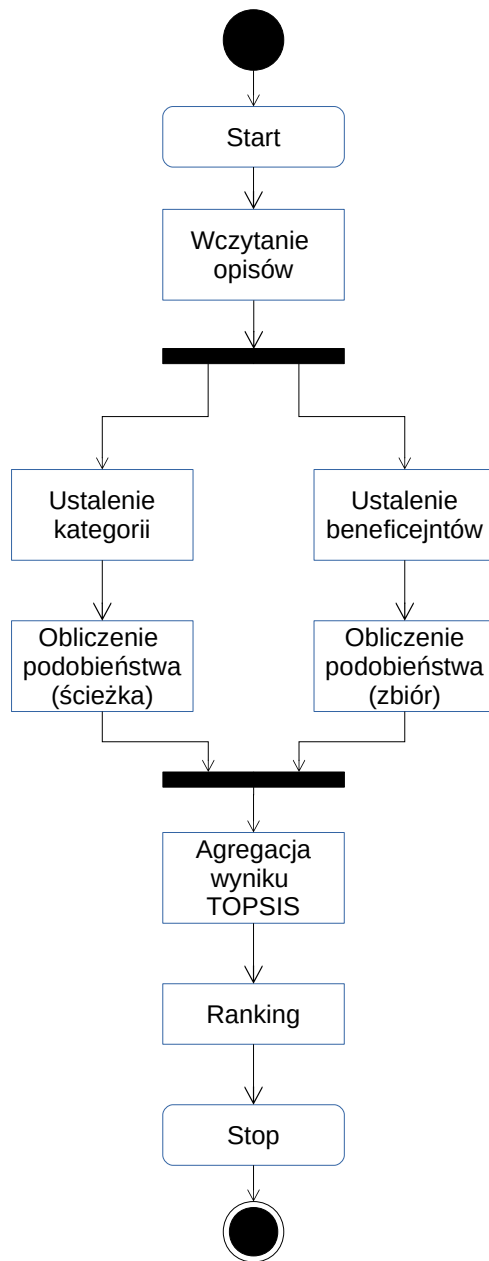 Start
Wczytanie
opisów
Ustalenie
kategorii
Ustalenie
beneficejntów
Obliczenie
podobieństwa
(ścieżka)
Obliczenie
podobieństwa
(zbiór)
Agregacja
wyniku
TOPSIS
Ranking
Stop